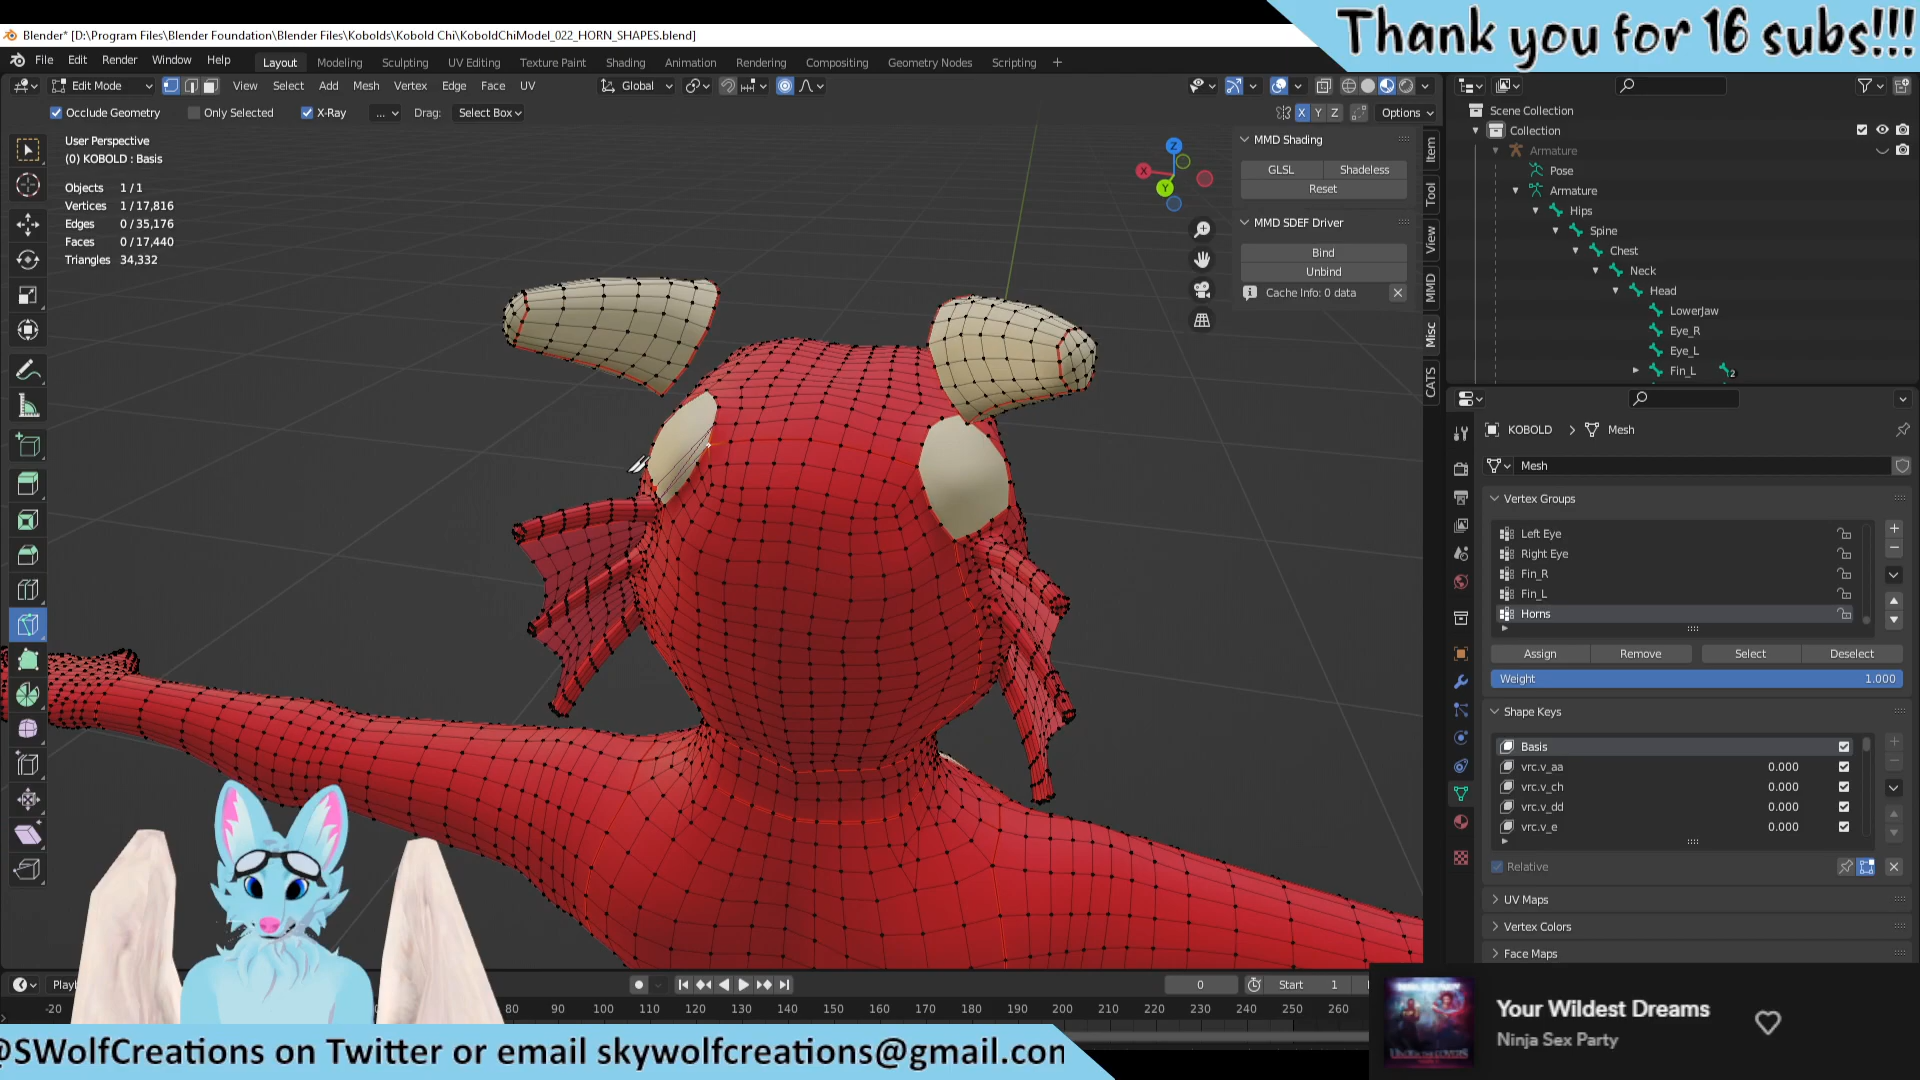 Thank you for 16 subs!!!
Blender* [D:\Program Files\Blender Foundation\Blender Files\Kobolds\Kobold Chi\KoboldChiModel_022_HORN_SHAPES.blend]
File Edit Render Window Help Layout Modeling Sculpting UV Editing Texture Paint Shading Animation Rendering Compositing Geometry Nodes Scripting +
Edit Mode View Select Add Mesh Vertex Edge Face UV Global
Occlude Geometry Only Selected X-Ray ... Drag: Select Box X Y Z Options
User Perspective
(0) KOBOLD : Basis
Objects 1 / 1
Vertices 1 / 17,816
Edges 0 / 35,176
Faces 0 / 17,440
Triangles 34,332
Z
X
Y
MMD Shading
GLSL Shadeless
Reset
MMD SDEF Driver
Bind
Unbind
Cache Info: 0 data
Item
Tool
View
MMD
Misc
CATS
Scene Collection
Collection
Armature
Pose
Armature
Hips
Spine
Chest
Neck
Head
LowerJaw
Eye_R
Eye_L
Fin_L 2
KOBOLD > Mesh
Mesh
Vertex Groups
Left Eye
Right Eye
Fin_R
Fin_L
Horns
Assign Remove Select Deselect
Weight 1.000
Shape Keys
Basis
vrc.v_aa 0.000
vrc.v_ch 0.000
vrc.v_dd 0.000
vrc.v_e 0.000
Relative
UV Maps
Vertex Colors
Face Maps
Playb 0 Start 1
-20 80 90 100 110 120 130 140 150 160 170 180 190 200 210 220 230 240 250 260
@SWolfCreations on Twitter or email skywolfcreations@gmail.con
Your Wildest Dreams
Ninja Sex Party